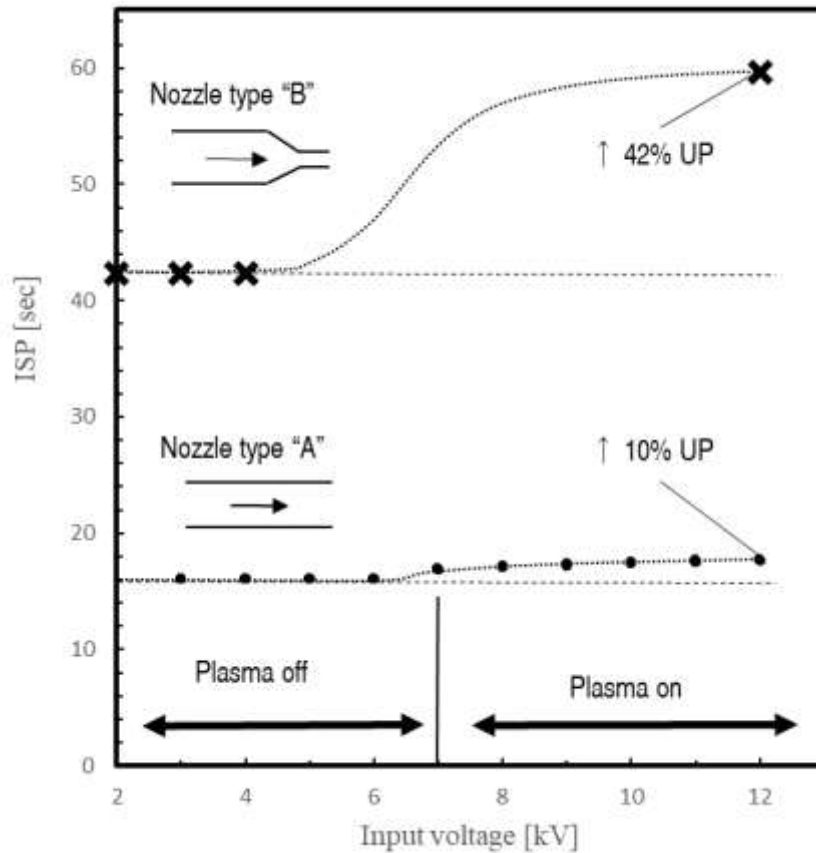 60
Nozzle type “B”
↑ 42% UP
50
40
ISP [sec]
30
Nozzle type “A”
↑ 10% UP
20
10
Plasma off
Plasma on
0
2 4 6 8 10 12
Input voltage [kV]